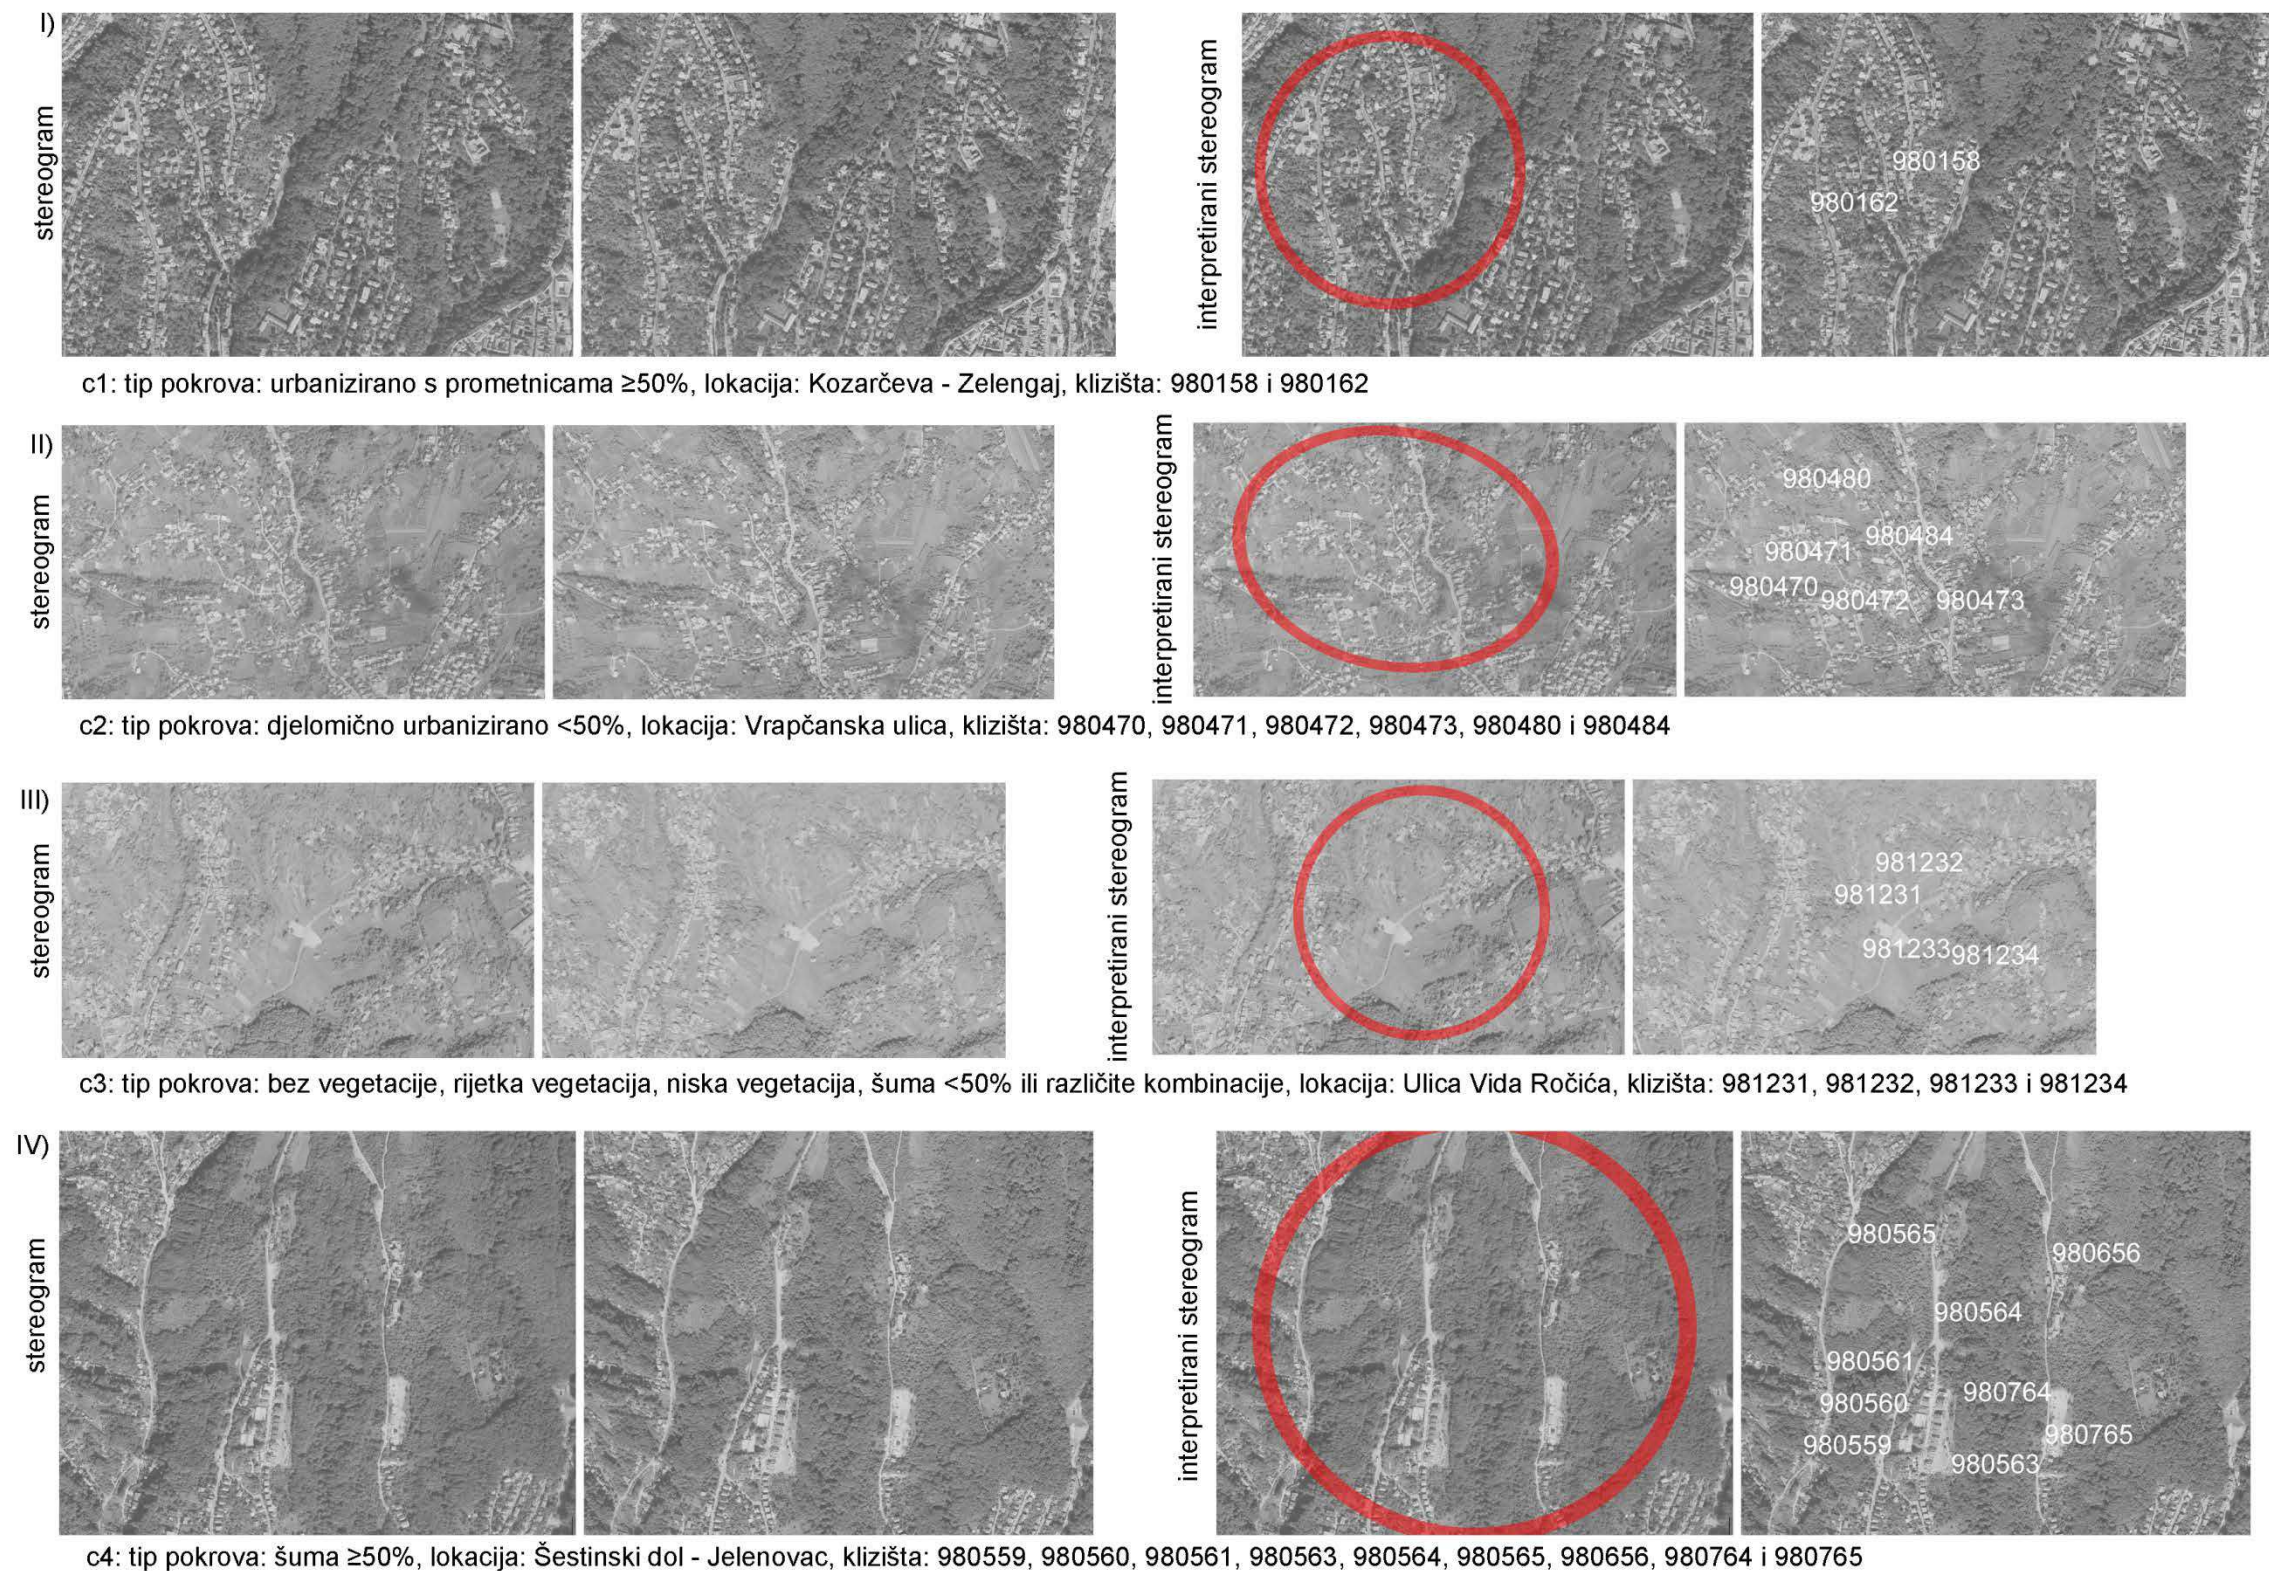 I)
stereogram
interpretirani stereogram
980158
980162
c1: tip pokrova: urbanizirano s prometnicama ≥50%, lokacija: Kozarčeva - Zelengaj, klizišta: 980158 i 980162
II)
stereogram
interpretirani stereogram
980480
980484
980471
980470
980472
980473
c2: tip pokrova: djelomično urbanizirano <50%, lokacija: Vrapčanska ulica, klizišta: 980470, 980471, 980472, 980473, 980480 i 980484
III)
stereogram
interpretirani stereogram
981232
981231
981233
981234
c3: tip pokrova: bez vegetacije, rijetka vegetacija, niska vegetacija, šuma <50% ili različite kombinacije, lokacija: Ulica Vida Ročića, klizišta: 981231, 981232, 981233 i 981234
IV)
stereogram
interpretirani stereogram
980565
980656
980564
980561
980764
980560
980765
980559
980563
c4: tip pokrova: šuma ≥50%, lokacija: Šestinski dol - Jelenovac, klizišta: 980559, 980560, 980561, 980563, 980564, 980565, 980656, 980764 i 980765